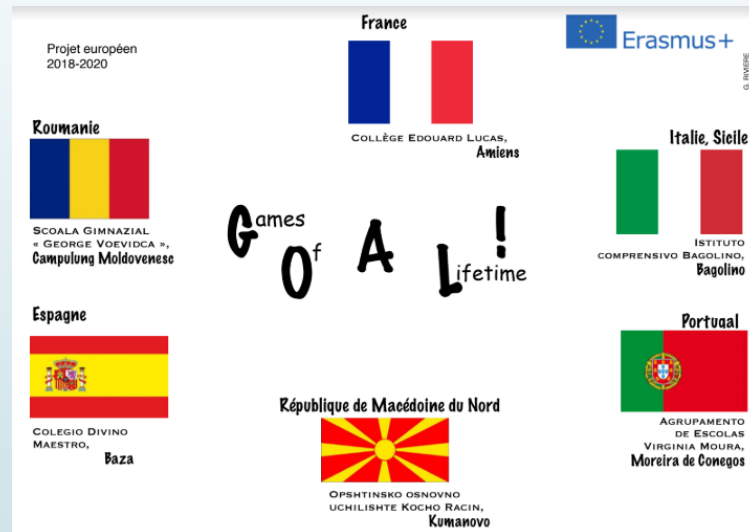 France
Projet européen
2018-2020
Erasmus+
G. RIVIERE
COLLÈGE EDOUARD LUCAS,
Amiens
Roumanie
SCOALA GIMNAZIAL
« GEORGE VOEVIDCA »,
Campulung Moldovenesc
Italie, Sicile
ISTITUTO
COMPRENSIVO BAGOLINO,
Bagolino
Games Of A Lifetime!
Espagne
COLEGIO DIVINO
MAESTRO,
Baza
Portugal
AGRUPAMENTO
DE ESCOLAS
VIRGINIA MOURA,
Moreira de Conegos
République de Macédoine du Nord
OPSHTINSKO OSNOVNO
UCHILISHTE KOCHO RACIN,
Kumanovo